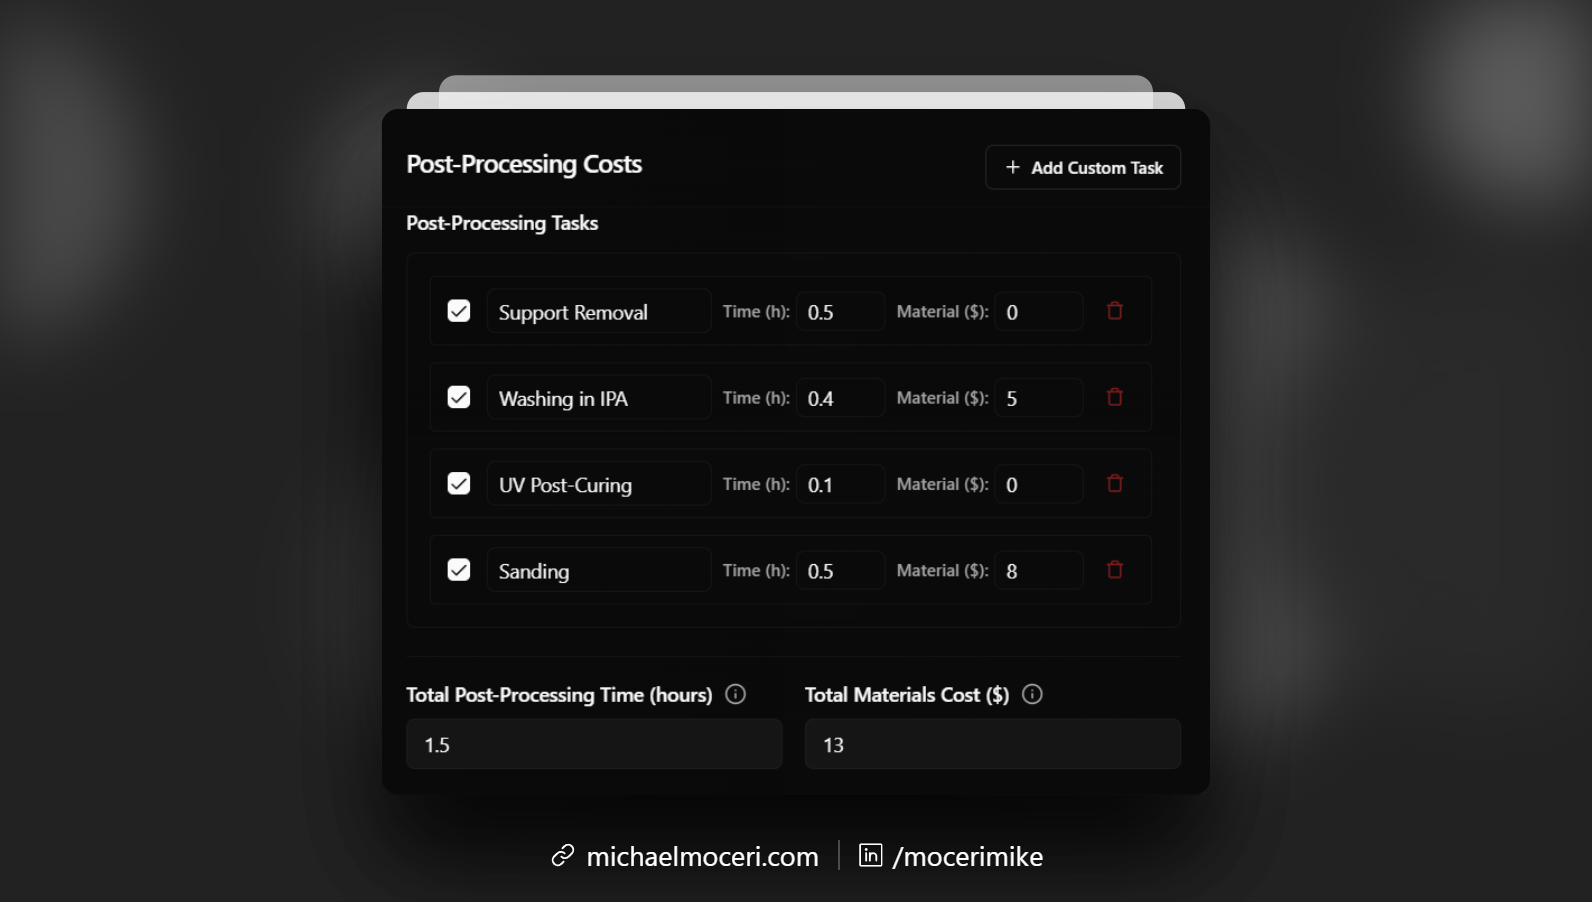 Post-Processing Costs
+ Add Custom Task
Post-Processing Tasks
Support Removal Time (h): 0.5 Material ($): 0
Washing in IPA Time (h): 0.4 Material ($): 5
UV Post-Curing Time (h): 0.1 Material ($): 0
Sanding Time (h): 0.5 Material ($): 8
Total Post-Processing Time (hours) Total Materials Cost ($)
1.5 13
michaelmoceri.com | in /mocerimike